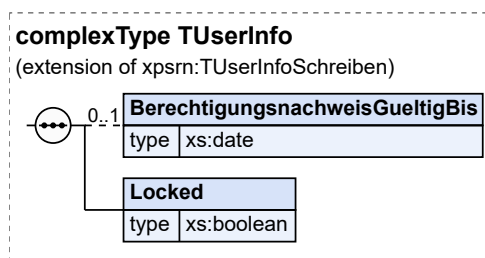 complexType TUserInfo
(extension of xpsrn:TUserInfoSchreiben)
0..1
BerechtigungsnachweisGueltigBis
type xs:date
Locked
type xs:boolean